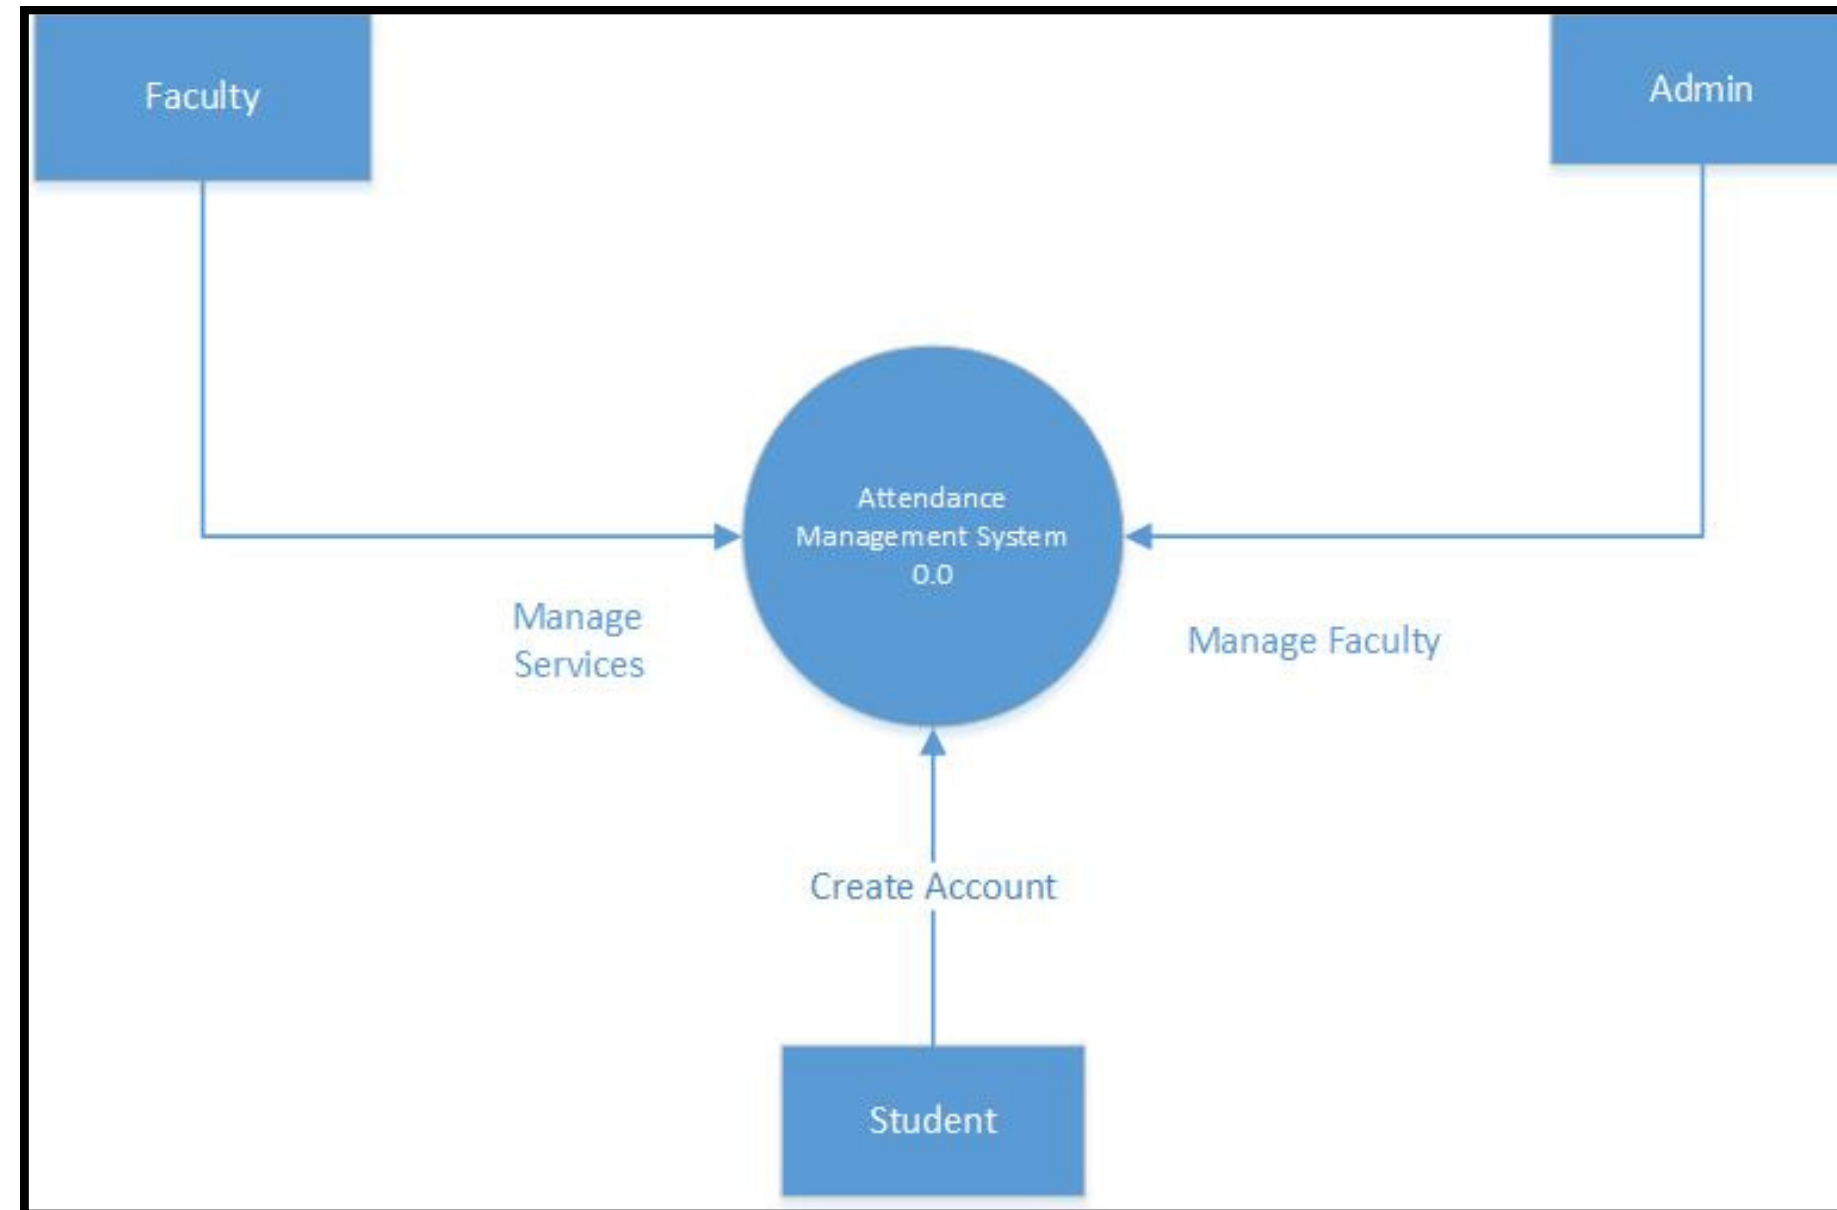 Faculty
Admin
Attendance
Management System
0.0
Manage
Services
Manage Faculty
Create Account
Student